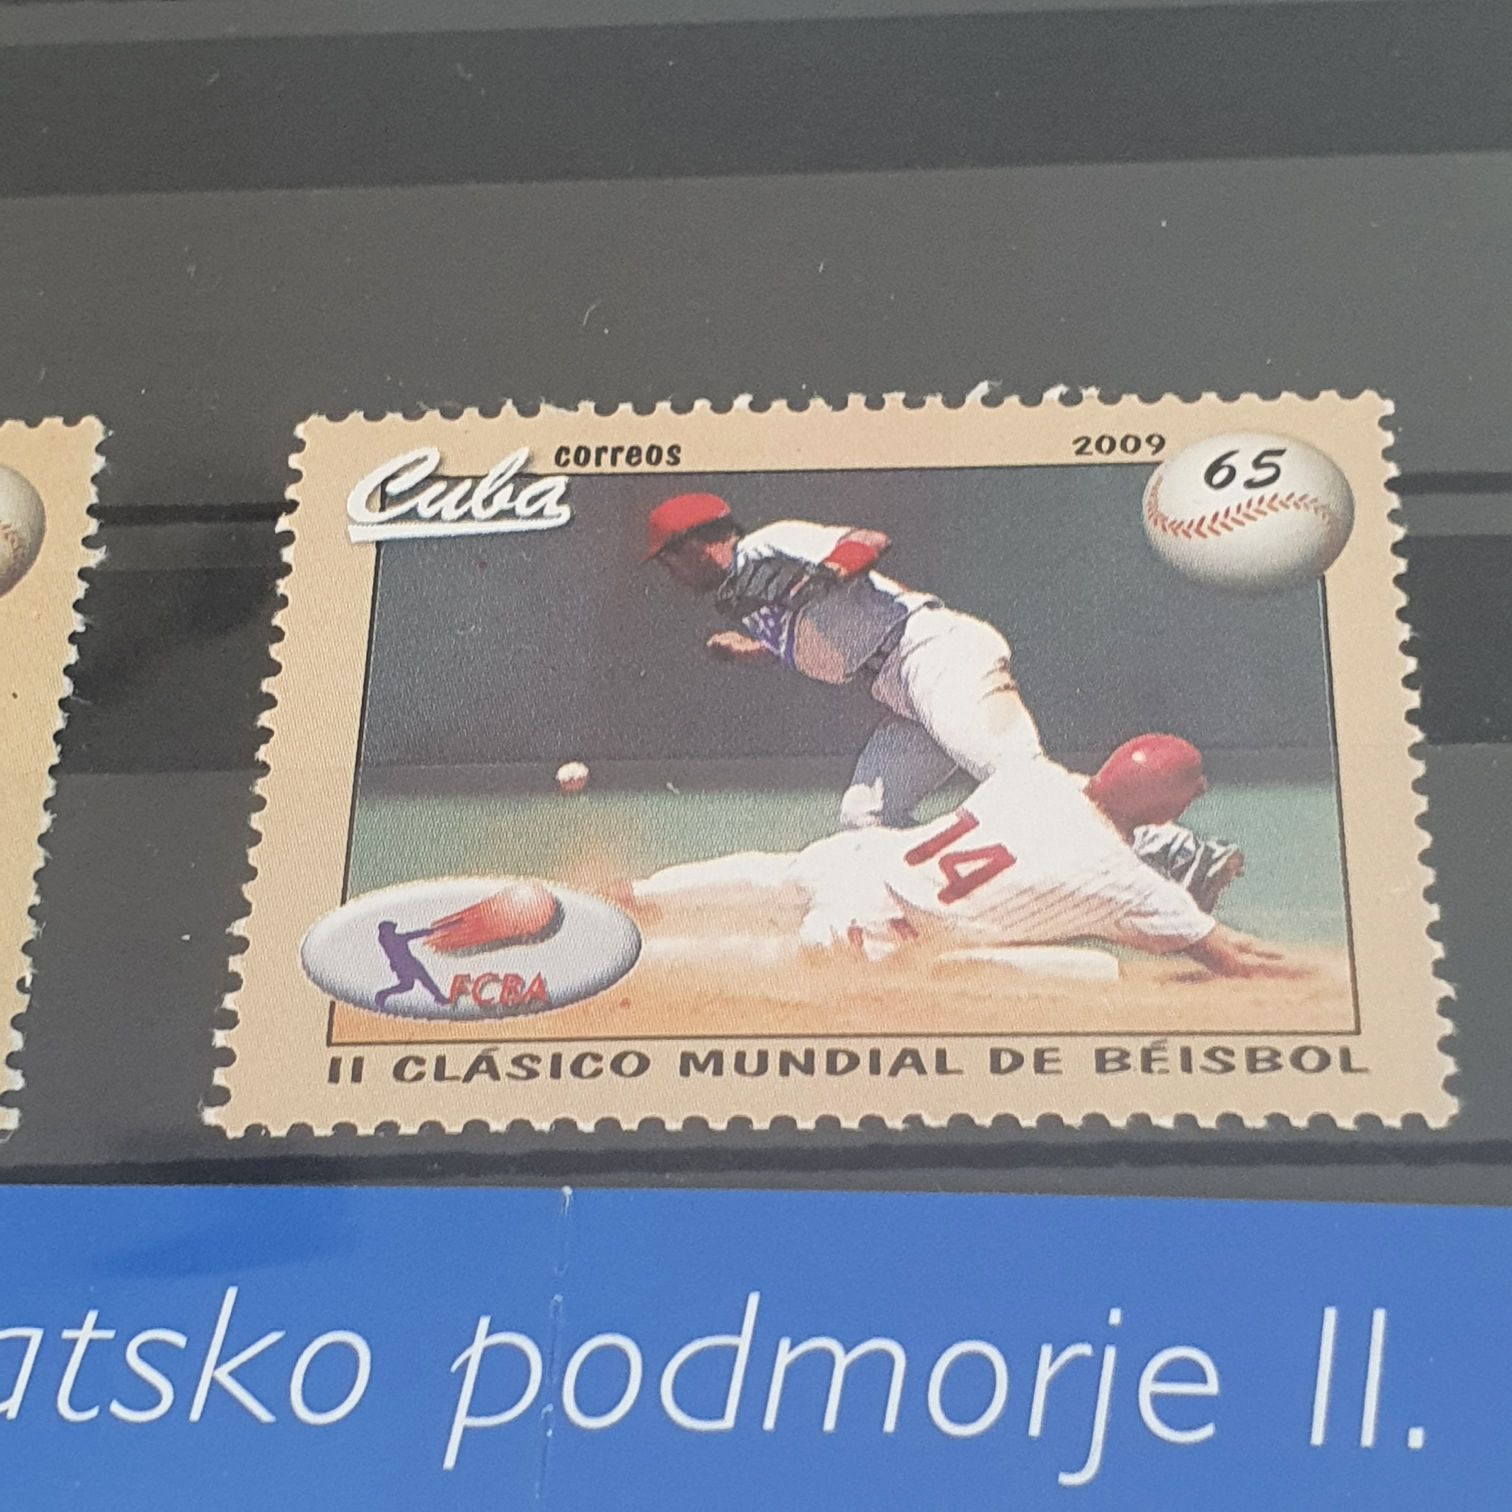 Cuba correos 2009 65
14
FCBA
II CLÁSICO MUNDIAL DE BÉISBOL
atsko podmorje II.